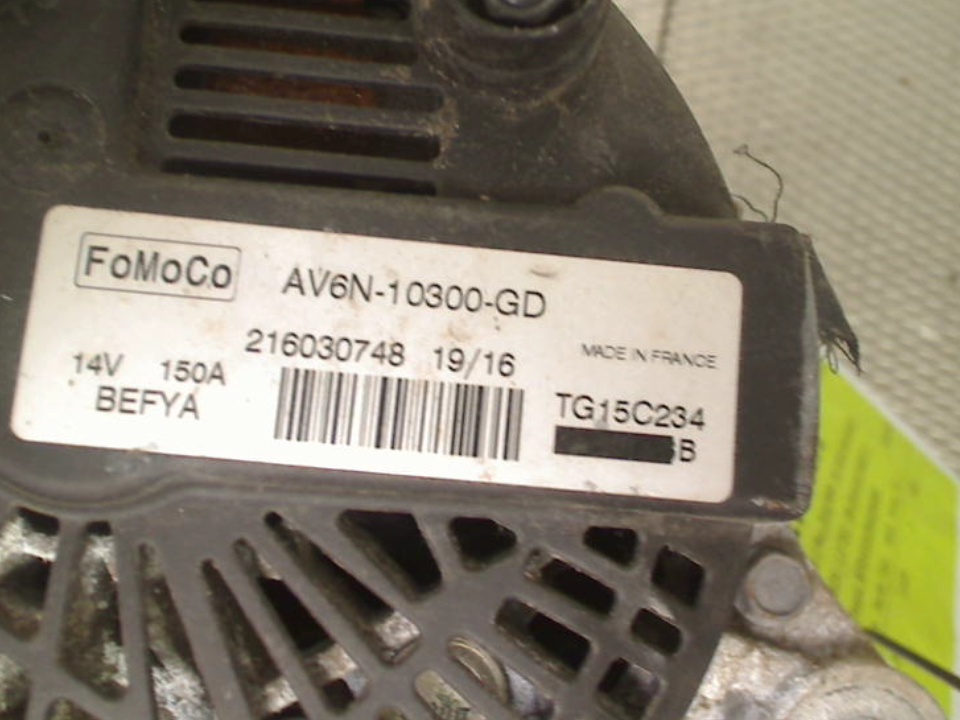 FoMoCo AV6N-10300-GD
216030748 19/16 MADE IN FRANCE
14V 150A
BEFYA
TG15C234
B